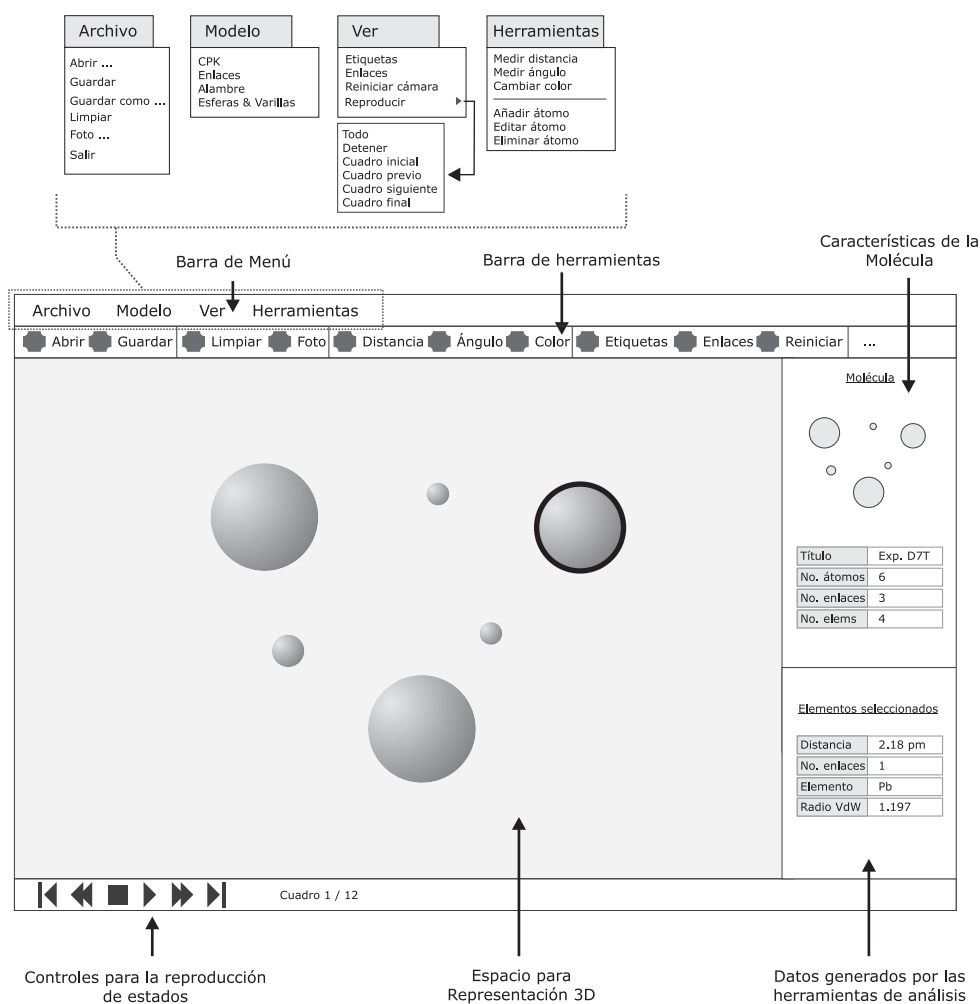 Archivo
Abrir ...
Guardar
Guardar como ...
Limpiar
Foto ...
Salir
Modelo
CPK
Enlaces
Alambre
Esferas & Varillas
Ver
Etiquetas
Enlaces
Reiniciar cámara
Reproducir
Todo
Detener
Cuadro inicial
Cuadro previo
Cuadro siguiente
Cuadro final
Herramientas
Medir distancia
Medir ángulo
Cambiar color
Añadir átomo
Editar átomo
Eliminar átomo
Barra de Menú
Barra de herramientas
Características de la
Molécula
Archivo Modelo Ver Herramientas
Abrir Guardar Limpiar Foto Distancia Ángulo Color Etiquetas Enlaces Reiniciar ...
Molécula
Título Exp. D7T
No. átomos 6
No. enlaces 3
No. elems 4
Elementos seleccionados
Distancia 2.18 pm
No. enlaces 1
Elemento Pb
Radio VdW 1.197
Cuadro 1 / 12
Controles para la reproducción
de estados
Espacio para
Representación 3D
Datos generados por las
herramientas de análisis